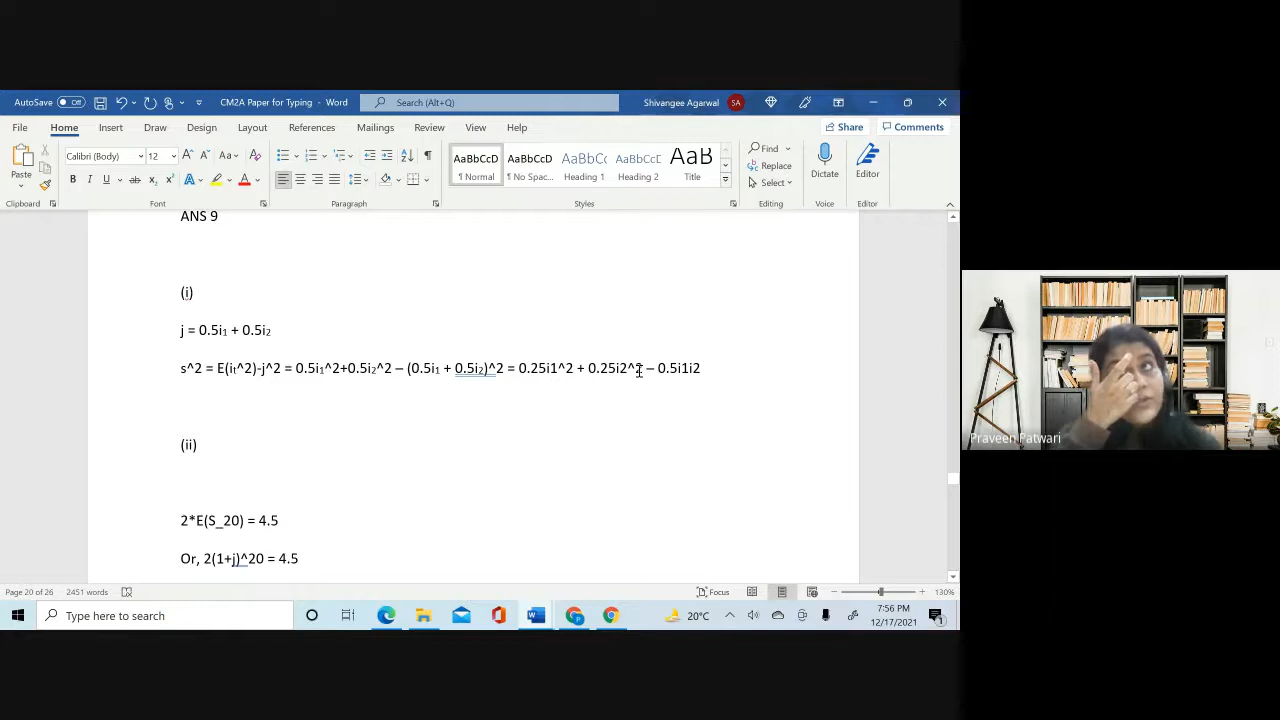 AutoSave Off CM2A Paper for Typing - Word Search (Alt+Q) Shivangee Agarwal SA
File Home Insert Draw Design Layout References Mailings Review View Help Share Comments
Paste Calibri (Body) 12 AaBbCcD AaBbCcD AaBbCc AaBbCcD AaB Find Replace Select Dictate Editor
¶ Normal ¶ No Spac... Heading 1 Heading 2 Title
Clipboard Font Paragraph Styles Editing Voice Editor
ANS 9
(i)
j = 0.5i₁ + 0.5i₂
s^2 = E(iₜ^2)-j^2 = 0.5i₁^2+0.5i₂^2 – (0.5i₁ + 0.5i₂)^2 = 0.25i1^2 + 0.25i2^2 – 0.5i1i2
(ii)
2*E(S_20) = 4.5
Or, 2(1+j)^20 = 4.5
Praveen Patwari
Page 20 of 26 2451 words Focus 130%
Type here to search 20°C 7:56 PM
12/17/2021